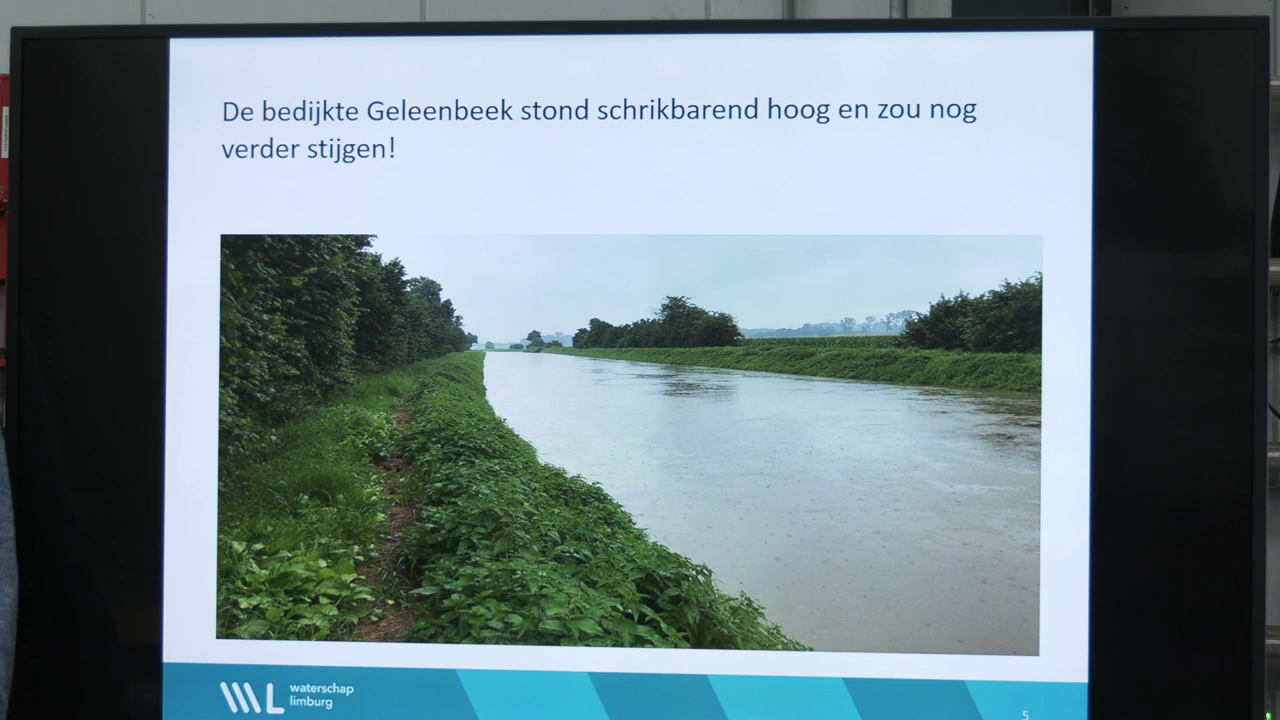 De bedijkte Geleenbeek stond schrikbarend hoog en zou nog
verder stijgen!
waterschap
limburg
5